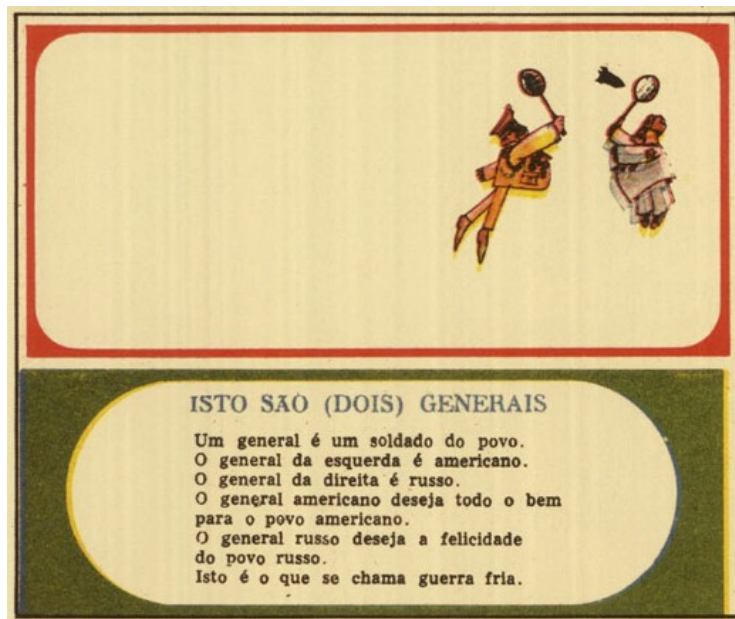 ISTO SAO (DOIS) GENERAIS
Um general é um soldado do povo.
O general da esquerda é americano.
O general da direita é russo.
O general americano deseja todo o bem
para o povo americano.
O general russo deseja a felicidade
do povo russo.
Isto é o que se chama guerra fria.